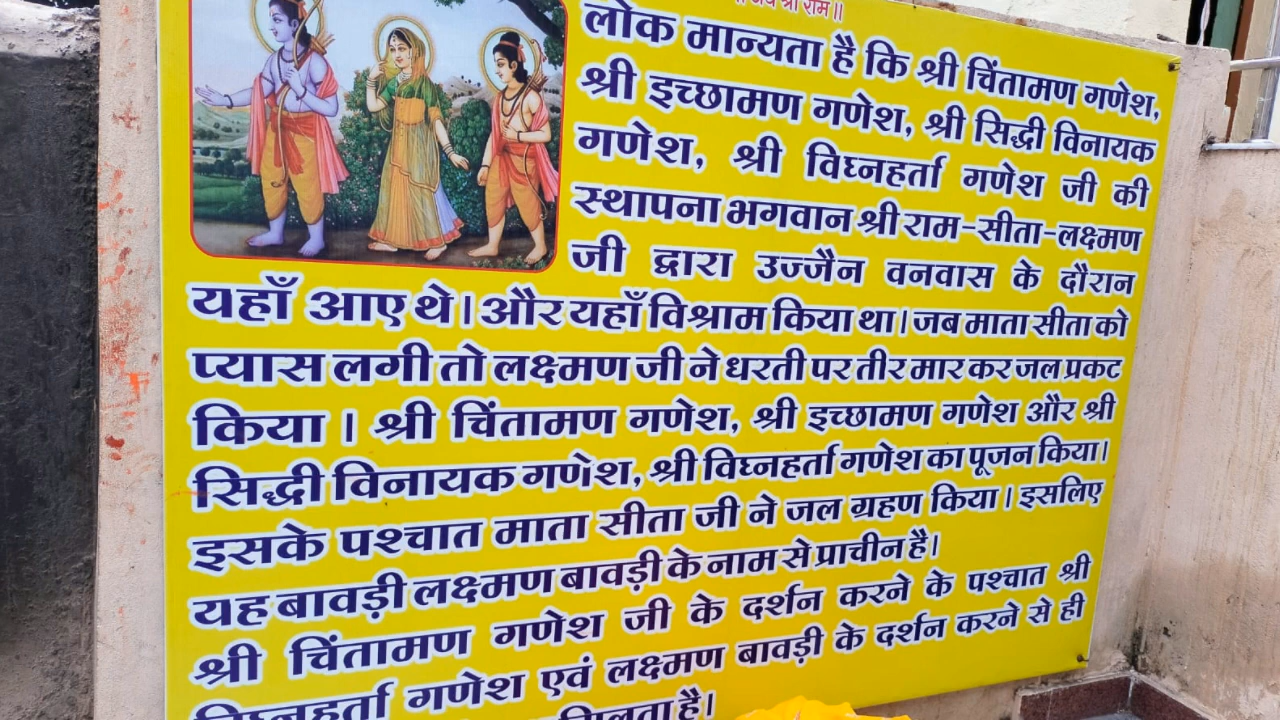 जय श्री राम॥
लोक मान्यता है कि श्री चिंतामण गणेश,
श्री इच्छामण गणेश, श्री सिद्धी विनायक
गणेश, श्री विघ्नहर्ता गणेश जी की
स्थापना भगवान श्री राम-सीता-लक्ष्मण
जी द्वारा उज्जैन वनवास के दौरान
यहाँ आए थे। और यहाँ विश्राम किया था। जब माता सीता को
प्यास लगी तो लक्ष्मण जी ने धरती पर तीर मार कर जल प्रकट
किया। श्री चिंतामण गणेश, श्री इच्छामण गणेश और श्री
सिद्धी विनायक गणेश, श्री विघ्नहर्ता गणेश का पूजन किया।
इसके पश्चात माता सीता जी ने जल ग्रहण किया। इसलिए
यह बावड़ी लक्ष्मण बावड़ी के नाम से प्राचीन है।
श्री चिंतामण गणेश जी के दर्शन करने के पश्चात श्री
विघ्नहर्ता गणेश एवं लक्ष्मण बावड़ी के दर्शन करने से ही
मिलता है।